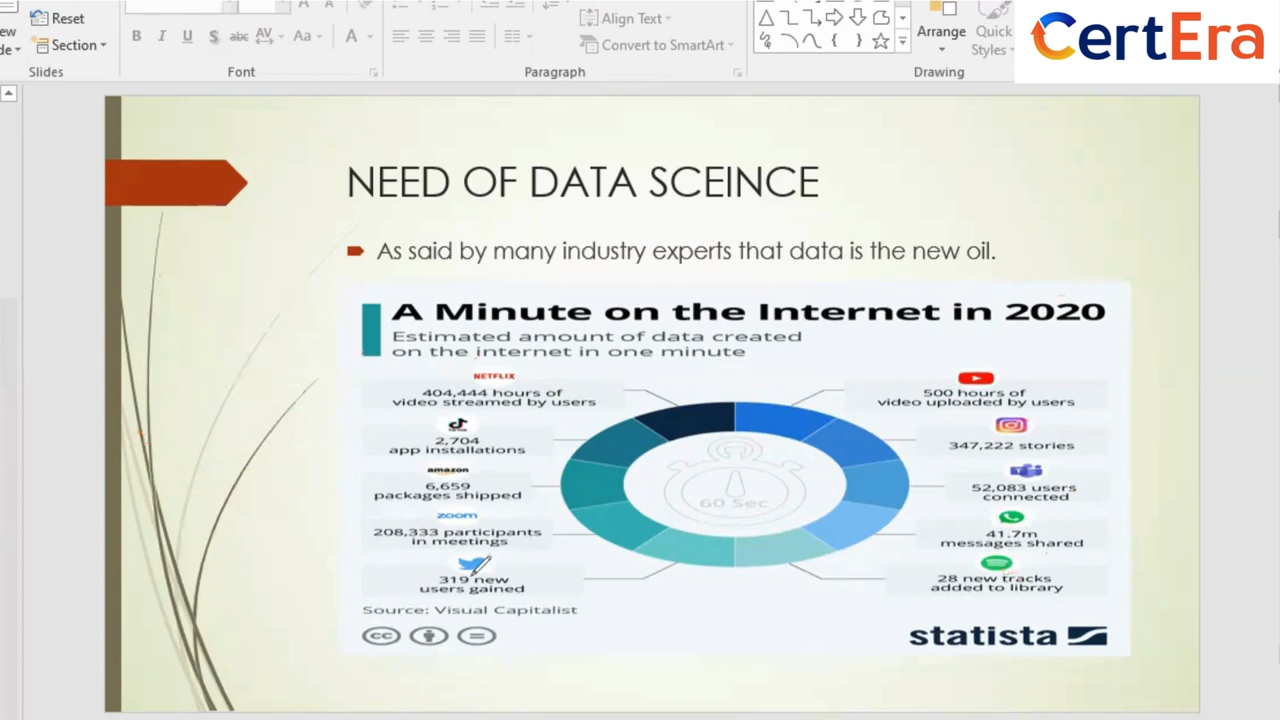 Reset
Section
Slides
B I U S abc AV Aa A
Font
Align Text
Convert to SmartArt
Paragraph
Arrange
Quick
Styles
Drawing
CertEra
NEED OF DATA SCEINCE
As said by many industry experts that data is the new oil.
A Minute on the Internet in 2020
Estimated amount of data created
on the internet in one minute
NETFLIX
404,444 hours of
video streamed by users
TikTok
2,704
app installations
amazon
6,659
packages shipped
zoom
208,333 participants
in meetings
319 new
users gained
500 hours of
video uploaded by users
347,222 stories
52,083 users
connected
41.7m
messages shared
28 new tracks
added to library
60 Sec
Source: Visual Capitalist
cc
statista